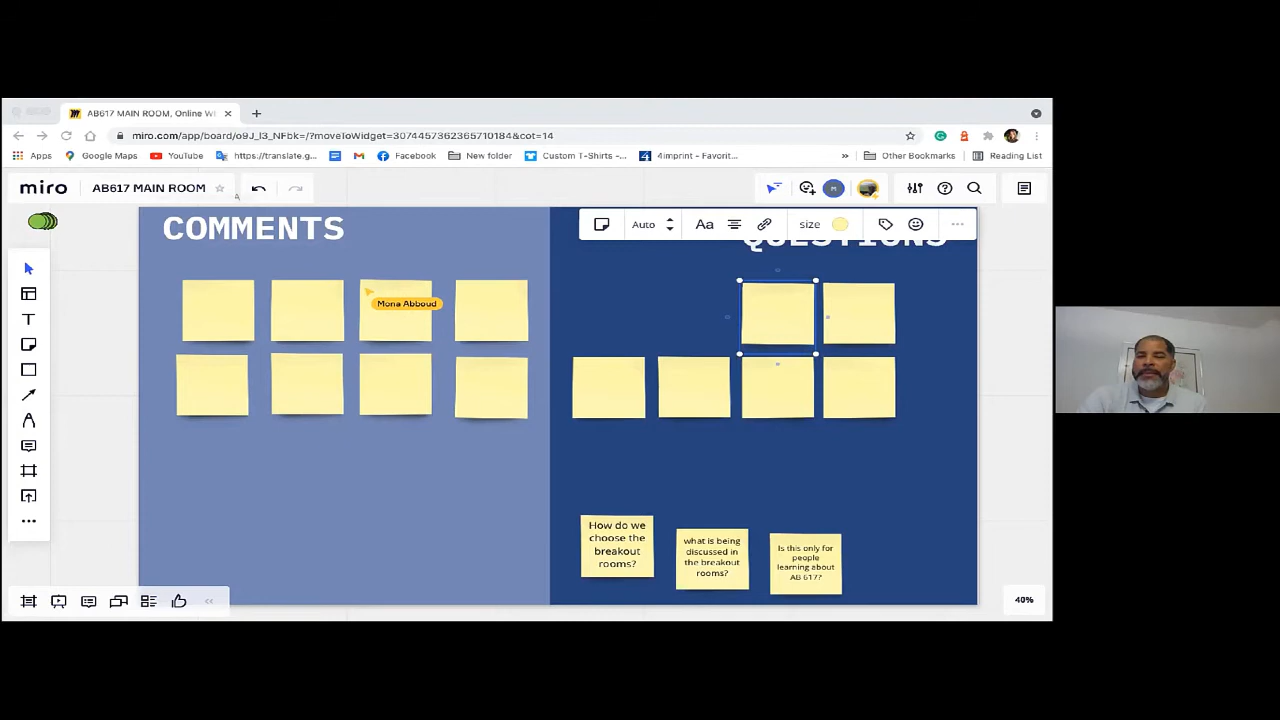 AB617 MAIN ROOM, Online W
miro.com/app/board/o9J_l3_NFbk=/?moveToWidget=3074457362365710184&cot=14
Apps
Google Maps
YouTube
https://translate.g...
Facebook
New folder
Custom T-Shirts -...
4imprint - Favorit...
»
Other Bookmarks
Reading List
miro
AB617 MAIN ROOM
M
COMMENTS
Auto
Aa
size
QUESTIONS
Mona Abboud
How do we
choose the
breakout
rooms?
what is being
discussed in
the breakout
rooms?
Is this only for
people
learning about
AB 617?
40%